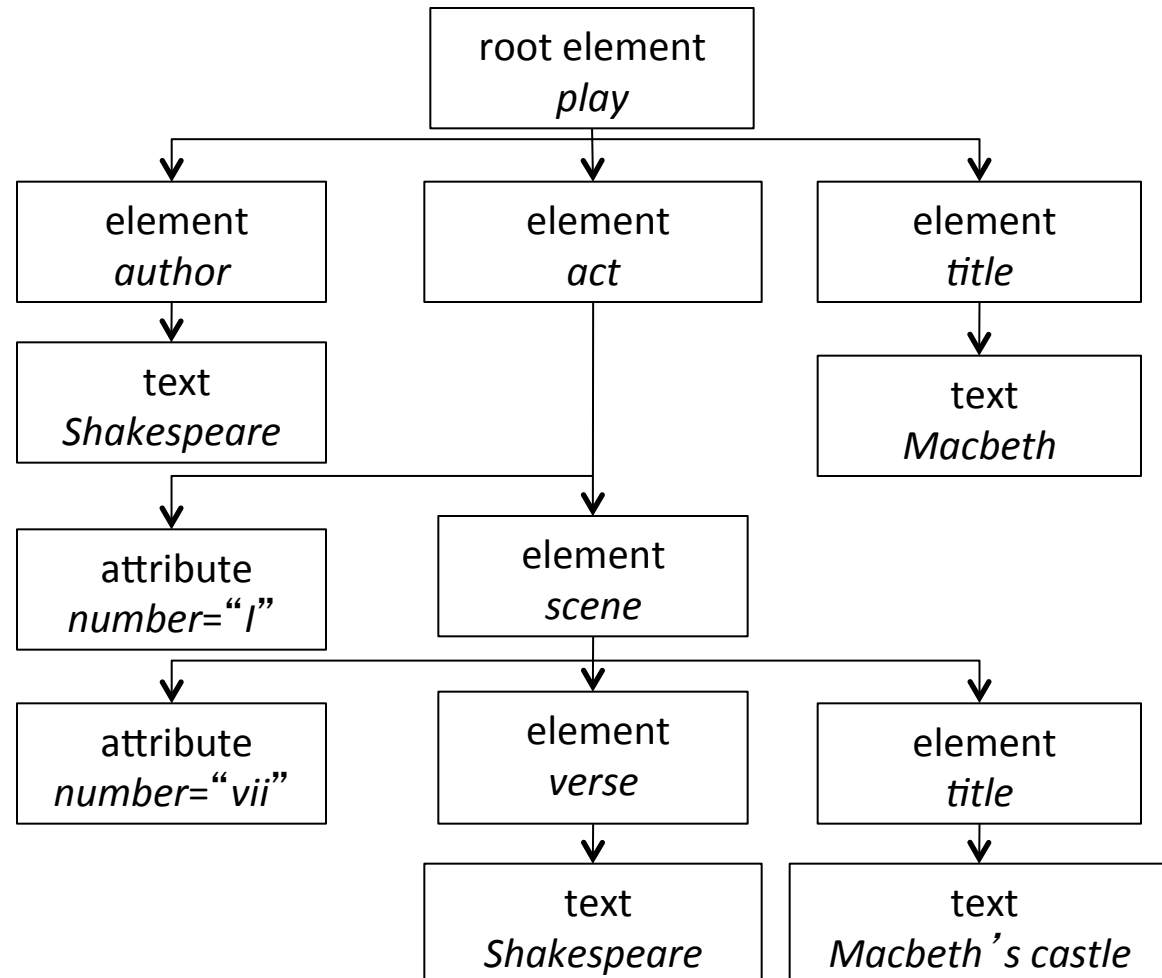 root element
play
element
author
element
act
element
title
text
Shakespeare
text
Macbeth
attribute
number=“I”
element
scene
attribute
number=“vii”
element
verse
element
title
text
Shakespeare
text
Macbeth’s castle